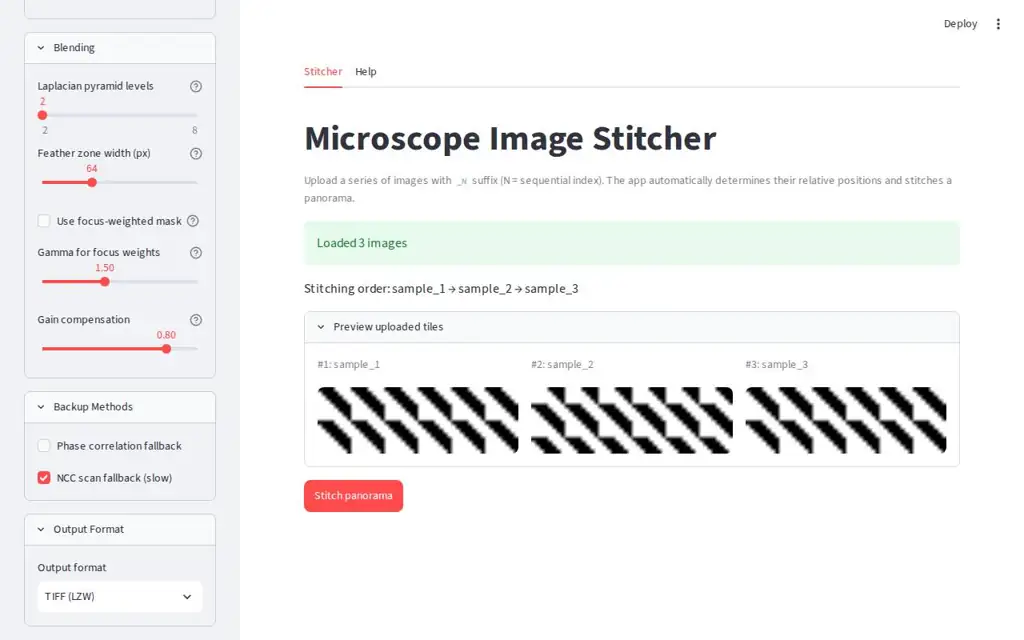 Blending
Laplacian pyramid levels
2
2 8
Feather zone width (px)
64
Use focus-weighted mask
Gamma for focus weights
1.50
Gain compensation
0.80
Backup Methods
Phase correlation fallback
NCC scan fallback (slow)
Output Format
Output format
TIFF (LZW)
Deploy
Stitcher Help
Microscope Image Stitcher
Upload a series of images with _N suffix (N = sequential index). The app automatically determines their relative positions and stitches a
panorama.
Loaded 3 images
Stitching order: sample_1 → sample_2 → sample_3
Preview uploaded tiles
#1: sample_1 #2: sample_2 #3: sample_3
Stitch panorama